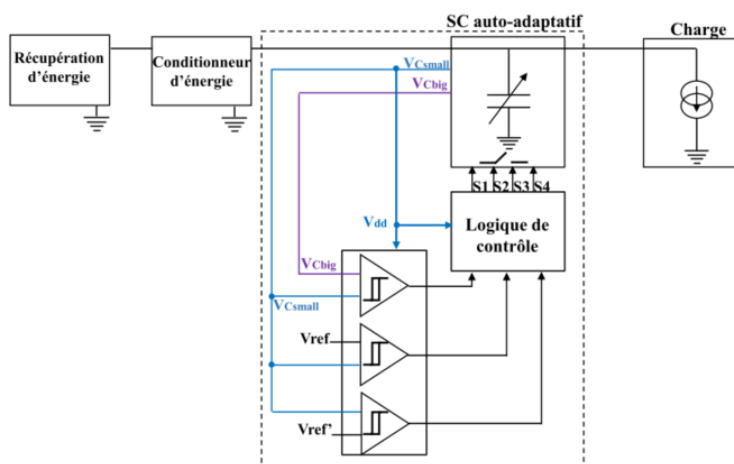 SC auto-adaptatif
Charge
Récupération
d'énergie
Conditionneur
d'énergie
VCsmall
VCbig
S1 S2 S3 S4
Vdd
Logique de
contrôle
VCbig
VCsmall
Vref
Vref'